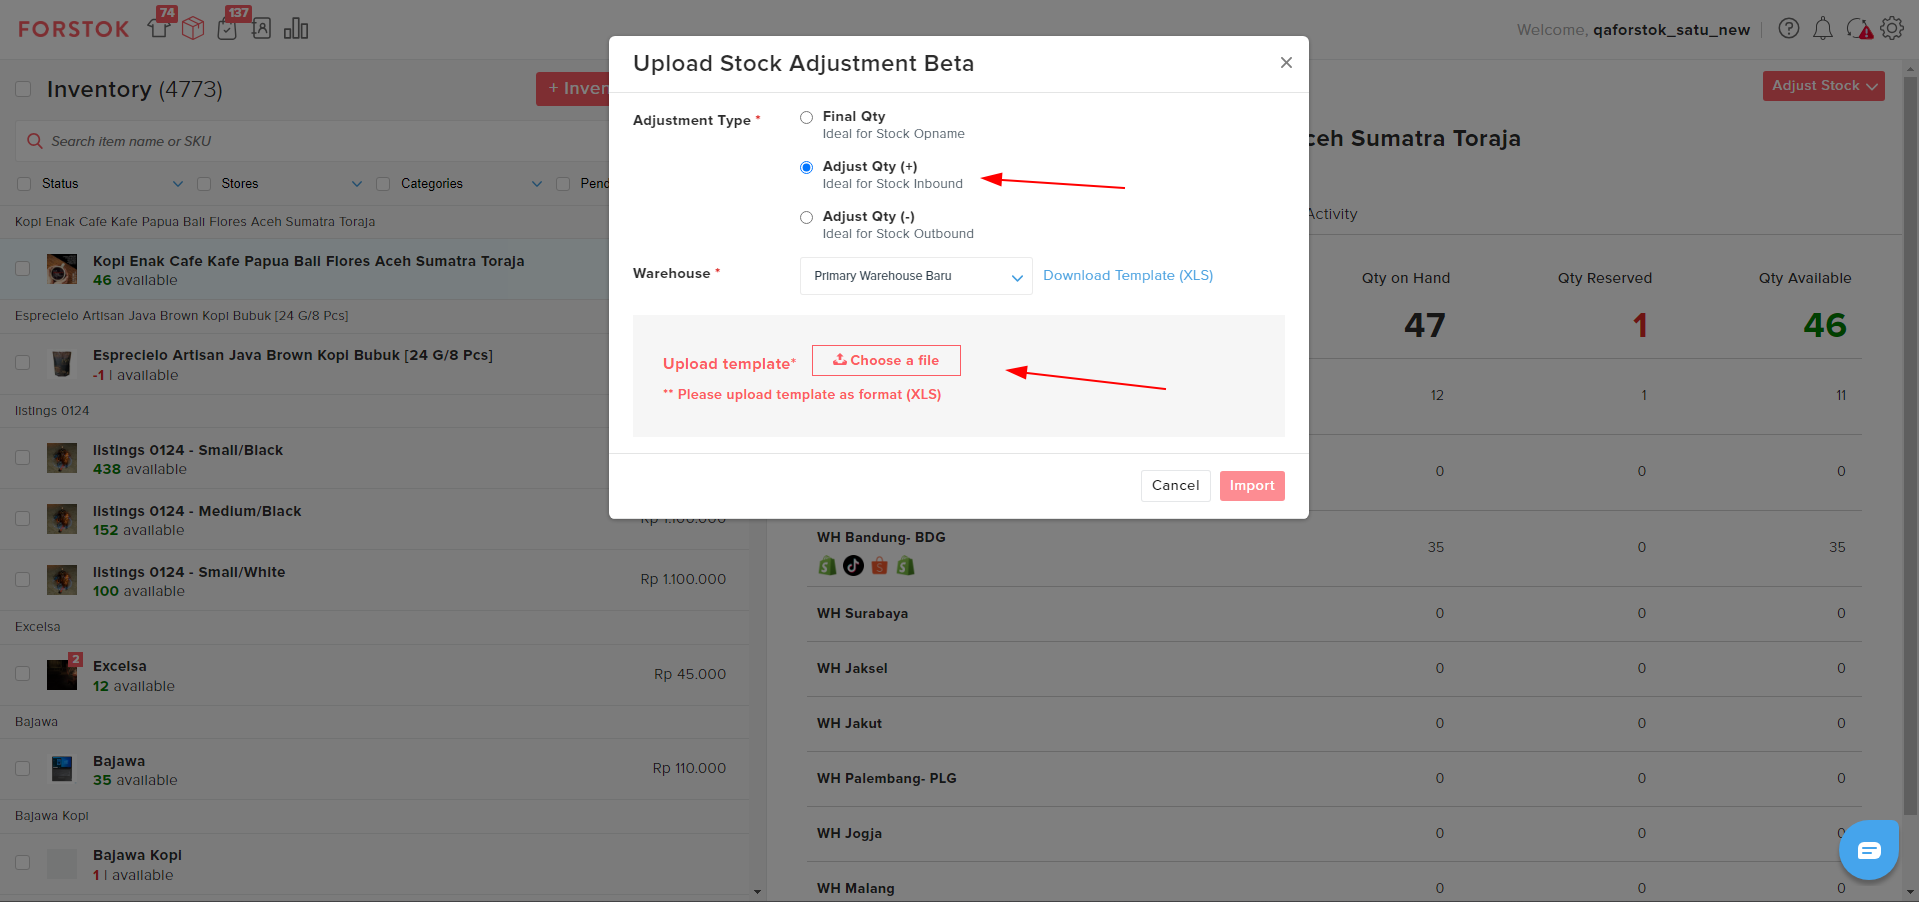 FORSTOK
74
137
Welcome, qaforstok_satu_new
Inventory (4773)
+ Inven
Search item name or SKU
Status
Stores
Categories
Pend
Kopi Enak Cafe Kafe Papua Bali Flores Aceh Sumatra Toraja
Kopi Enak Cafe Kafe Papua Bali Flores Aceh Sumatra Toraja
46 available
Esprecielo Artisan Java Brown Kopi Bubuk [24 G/8 Pcs]
Esprecielo Artisan Java Brown Kopi Bubuk [24 G/8 Pcs]
-1 | available
listings 0124
listings 0124 - Small/Black
438 available
listings 0124 - Medium/Black
152 available
Rp 1.100.000
listings 0124 - Small/White
100 available
Rp 1.100.000
Excelsa
2
Excelsa
12 available
Rp 45.000
Bajawa
Bajawa
35 available
Rp 110.000
Bajawa Kopi
Bajawa Kopi
1 | available
Upload Stock Adjustment Beta
Adjustment Type *
Final Qty
Ideal for Stock Opname
Adjust Qty (+)
Ideal for Stock Inbound
Adjust Qty (-)
Ideal for Stock Outbound
Warehouse *
Primary Warehouse Baru
Download Template (XLS)
Upload template*
Choose a file
** Please upload template as format (XLS)
Cancel
Import
Adjust Stock
ceh Sumatra Toraja
Activity
Qty on Hand
Qty Reserved
Qty Available
47
1
46
12
1
11
0
0
0
WH Bandung- BDG
35
0
35
WH Surabaya
0
0
0
WH Jaksel
0
0
0
WH Jakut
0
0
0
WH Palembang- PLG
0
0
0
WH Jogja
0
0
0
WH Malang
0
0
0